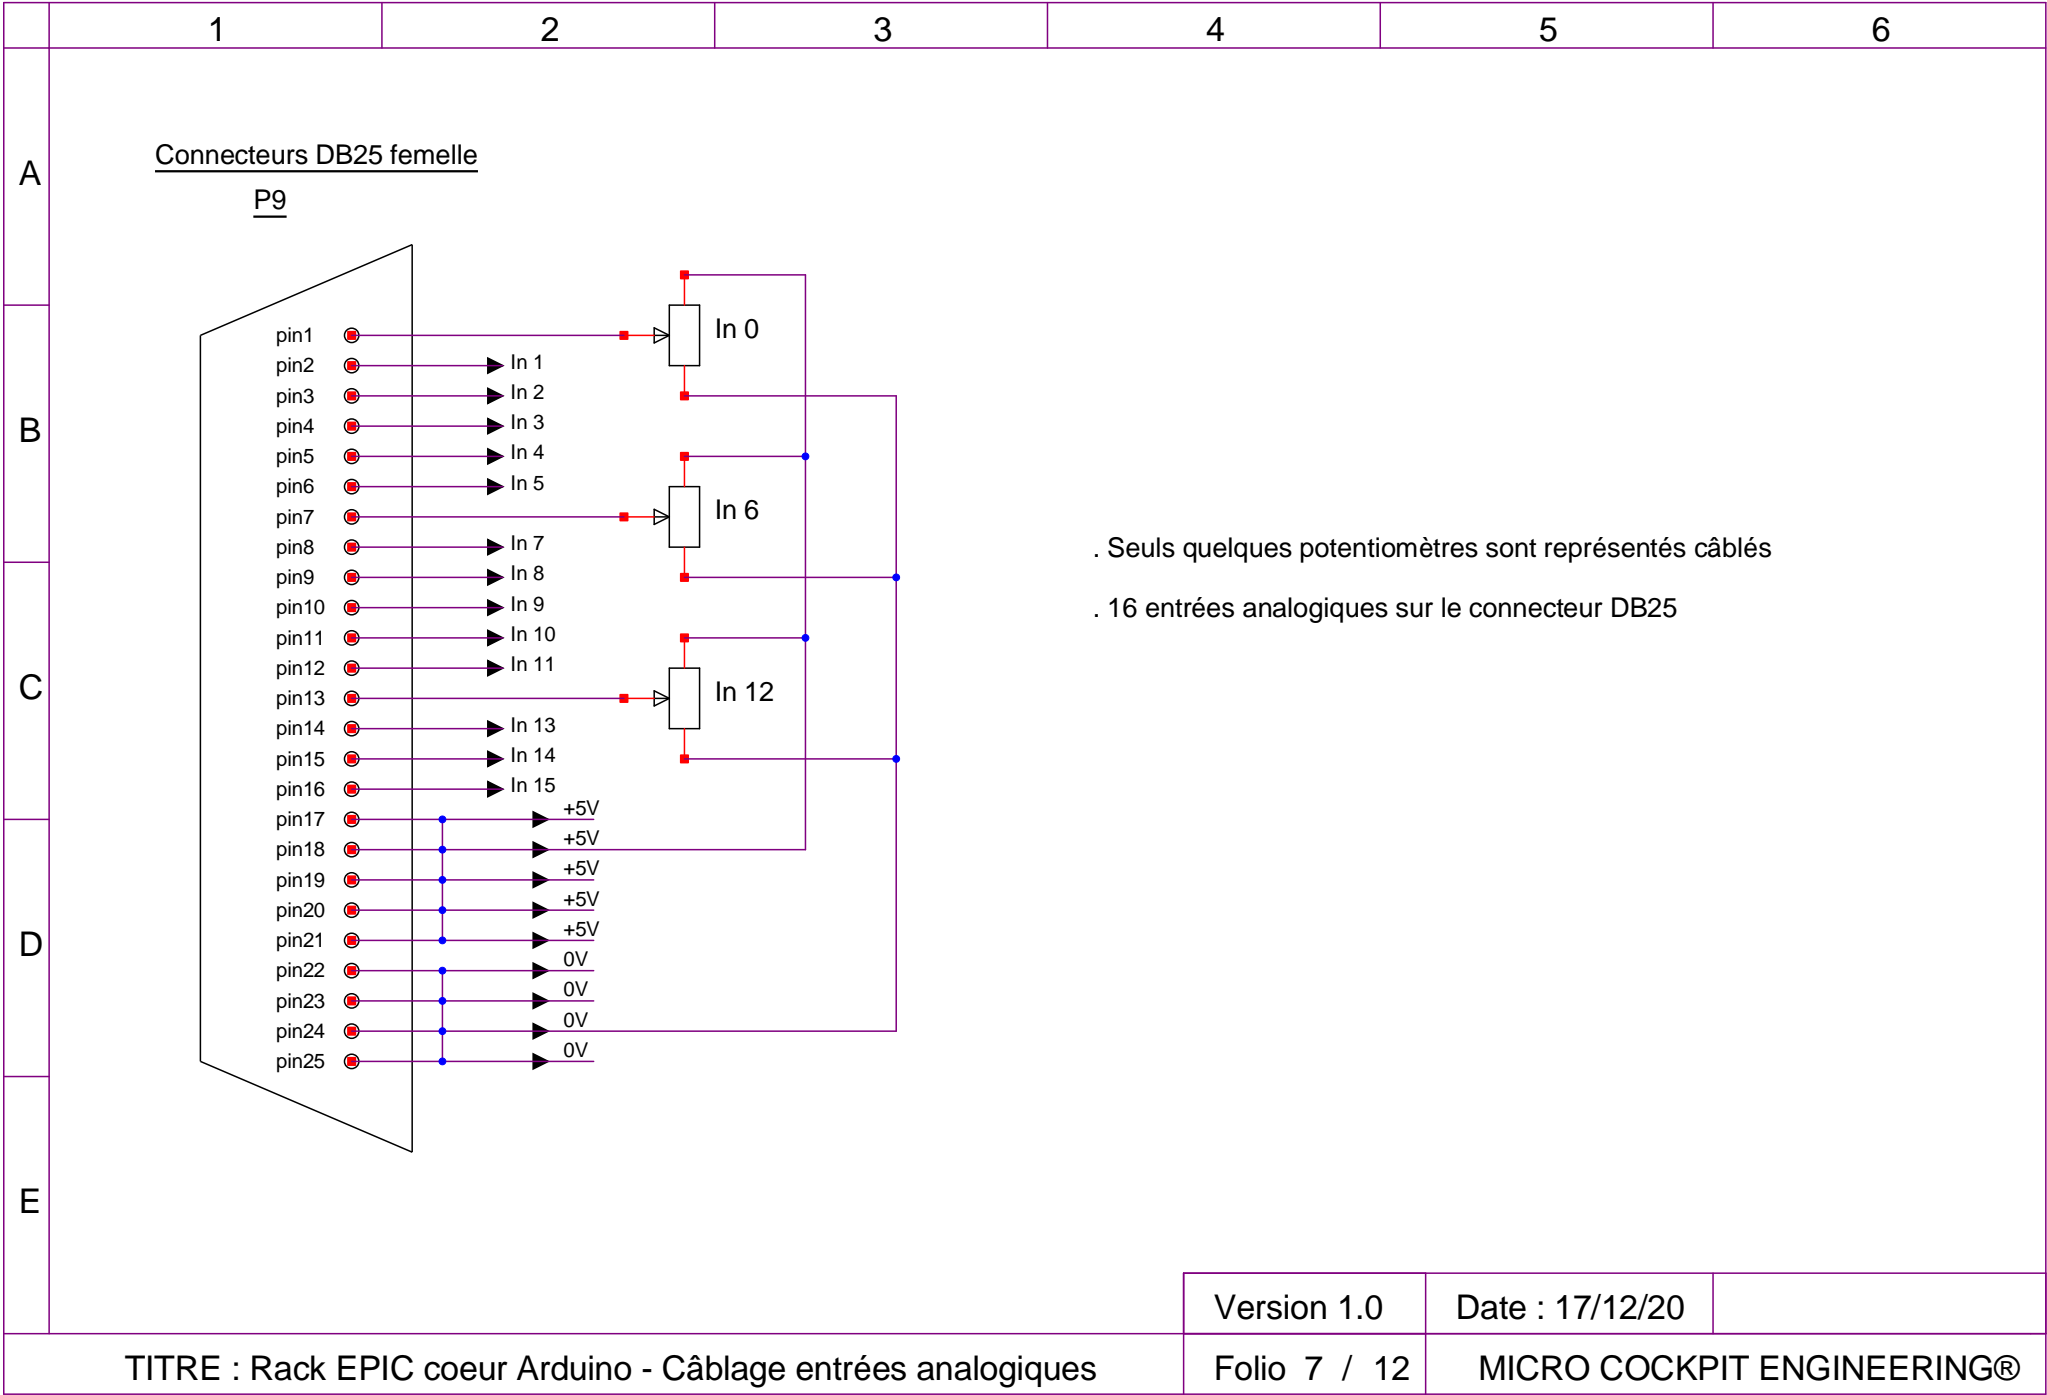 1 2 3 4 5 6
A
B
C
D
E
Connecteurs DB25 femelle
P9
pin1 In 0
pin2 In 1
pin3 In 2
pin4 In 3
pin5 In 4
pin6 In 5
pin7 In 6
pin8 In 7
pin9 In 8
pin10 In 9
pin11 In 10
pin12 In 11
pin13 In 12
pin14 In 13
pin15 In 14
pin16 In 15
pin17 +5V
pin18 +5V
pin19 +5V
pin20 +5V
pin21 +5V
pin22 0V
pin23 0V
pin24 0V
pin25 0V
. Seuls quelques potentiomètres sont représentés câblés
. 16 entrées analogiques sur le connecteur DB25
Version 1.0 Date : 17/12/20
TITRE : Rack EPIC coeur Arduino - Câblage entrées analogiques Folio 7 / 12 MICRO COCKPIT ENGINEERING®